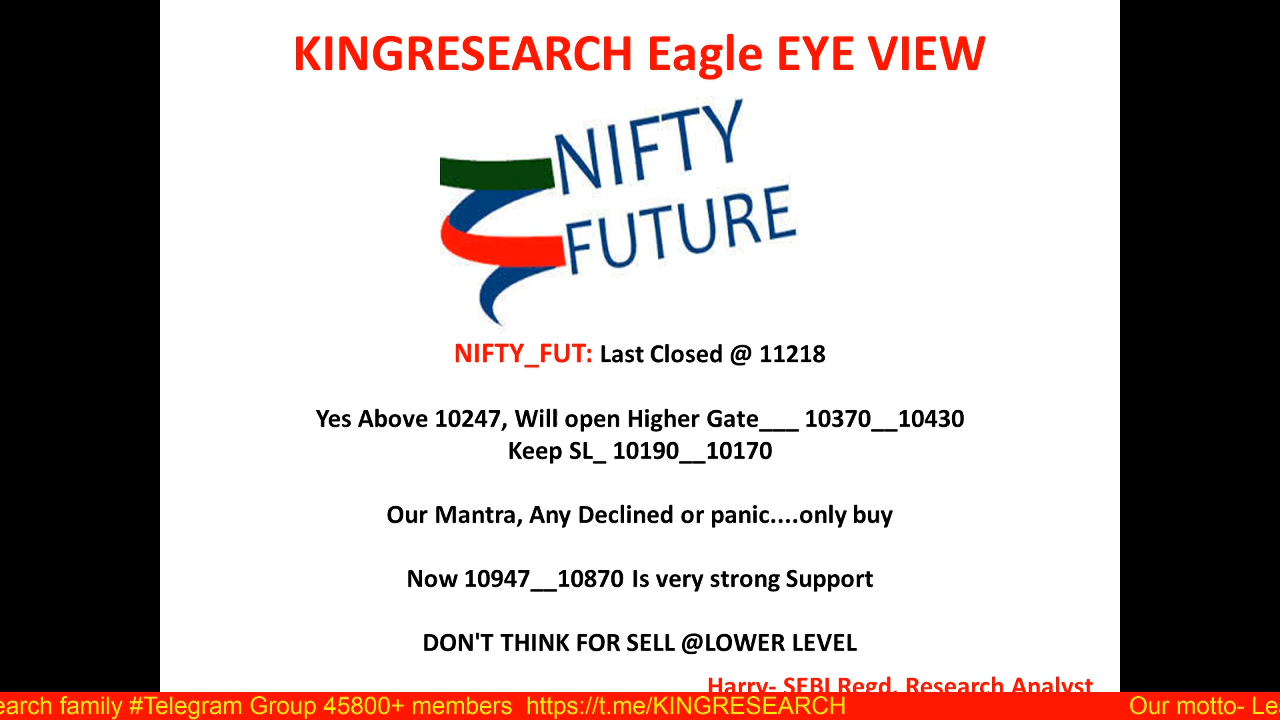 KINGRESEARCH Eagle EYE VIEW
NIFTY
FUTURE
NIFTY_FUT: Last Closed @ 11218
Yes Above 10247, Will open Higher Gate___ 10370__10430
Keep SL_ 10190__10170
Our Mantra, Any Declined or panic....only buy
Now 10947__10870 Is very strong Support
DON'T THINK FOR SELL @LOWER LEVEL
Harry- SEBI Regd. Research Analyst
earch family #Telegram Group 45800+ members https://t.me/KINGRESEARCH Our motto- Le